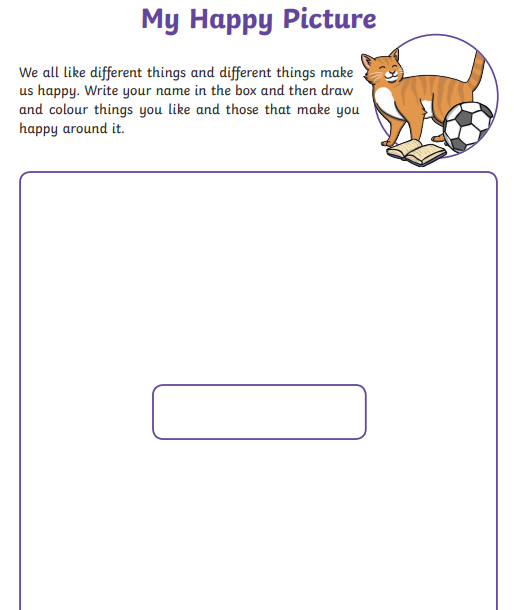 My Happy Picture
We all like different things and different things make
us happy. Write your name in the box and then draw
and colour things you like and those that make you
happy around it.